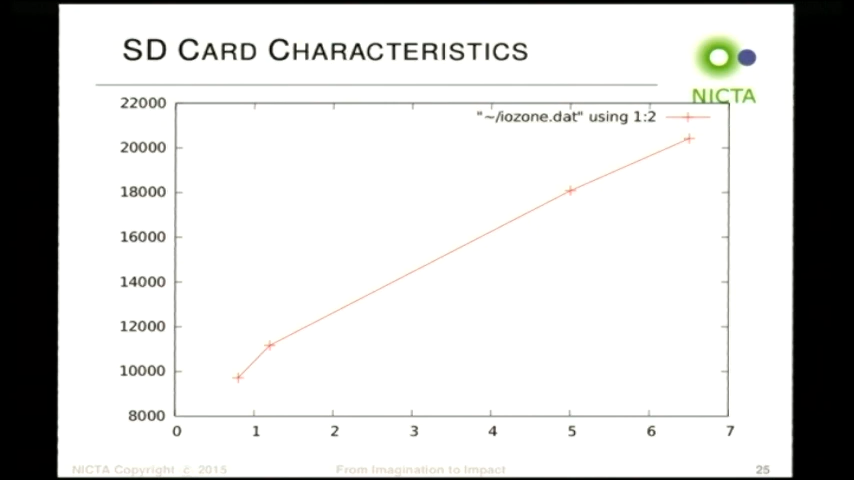 SD CARD CHARACTERISTICS
NICTA
"~/iozone.dat" using 1:2
22000
20000
18000
16000
14000
12000
10000
8000
0 1 2 3 4 5 6 7
NICTA Copyright c 2015 From Imagination to Impact 25